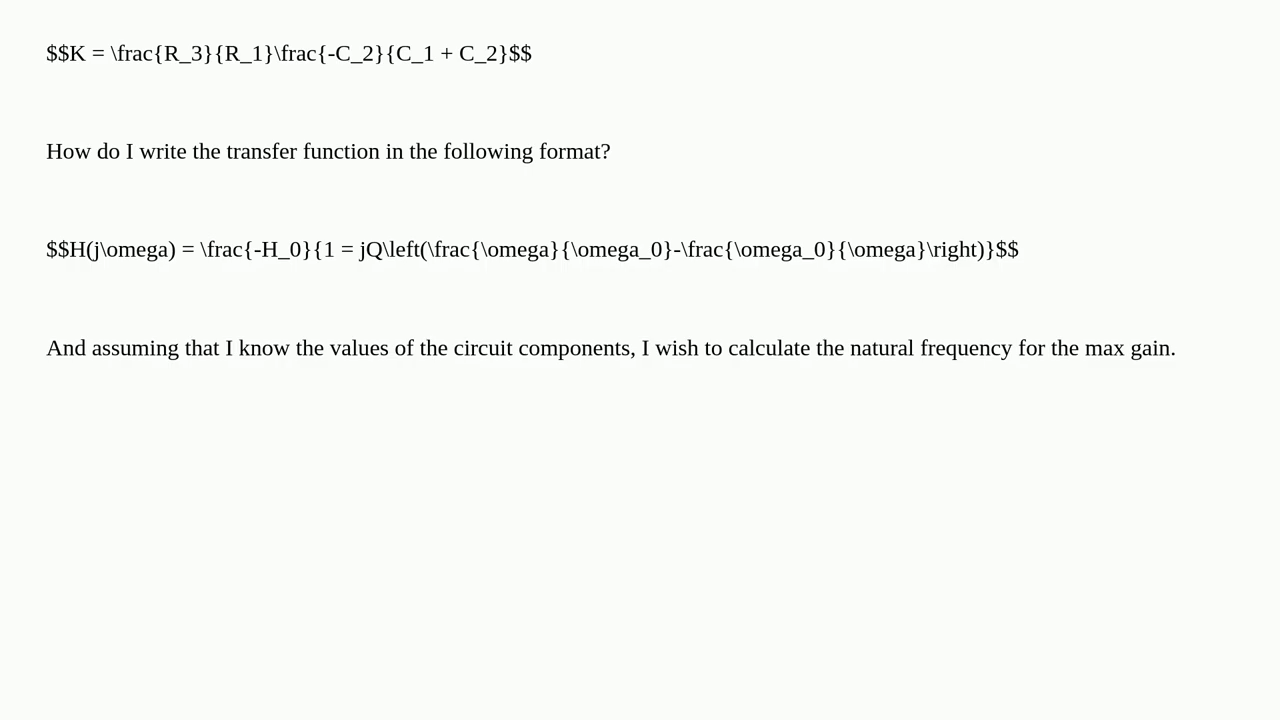 $$K = \frac{R_3}{R_1}\frac{-C_2}{C_1 + C_2}$$
How do I write the transfer function in the following format?
$$H(j\omega) = \frac{-H_0}{1 = jQ\left(\frac{\omega}{\omega_0}-\frac{\omega_0}{\omega}\right)}$$
And assuming that I know the values of the circuit components, I wish to calculate the natural frequency for the max gain.